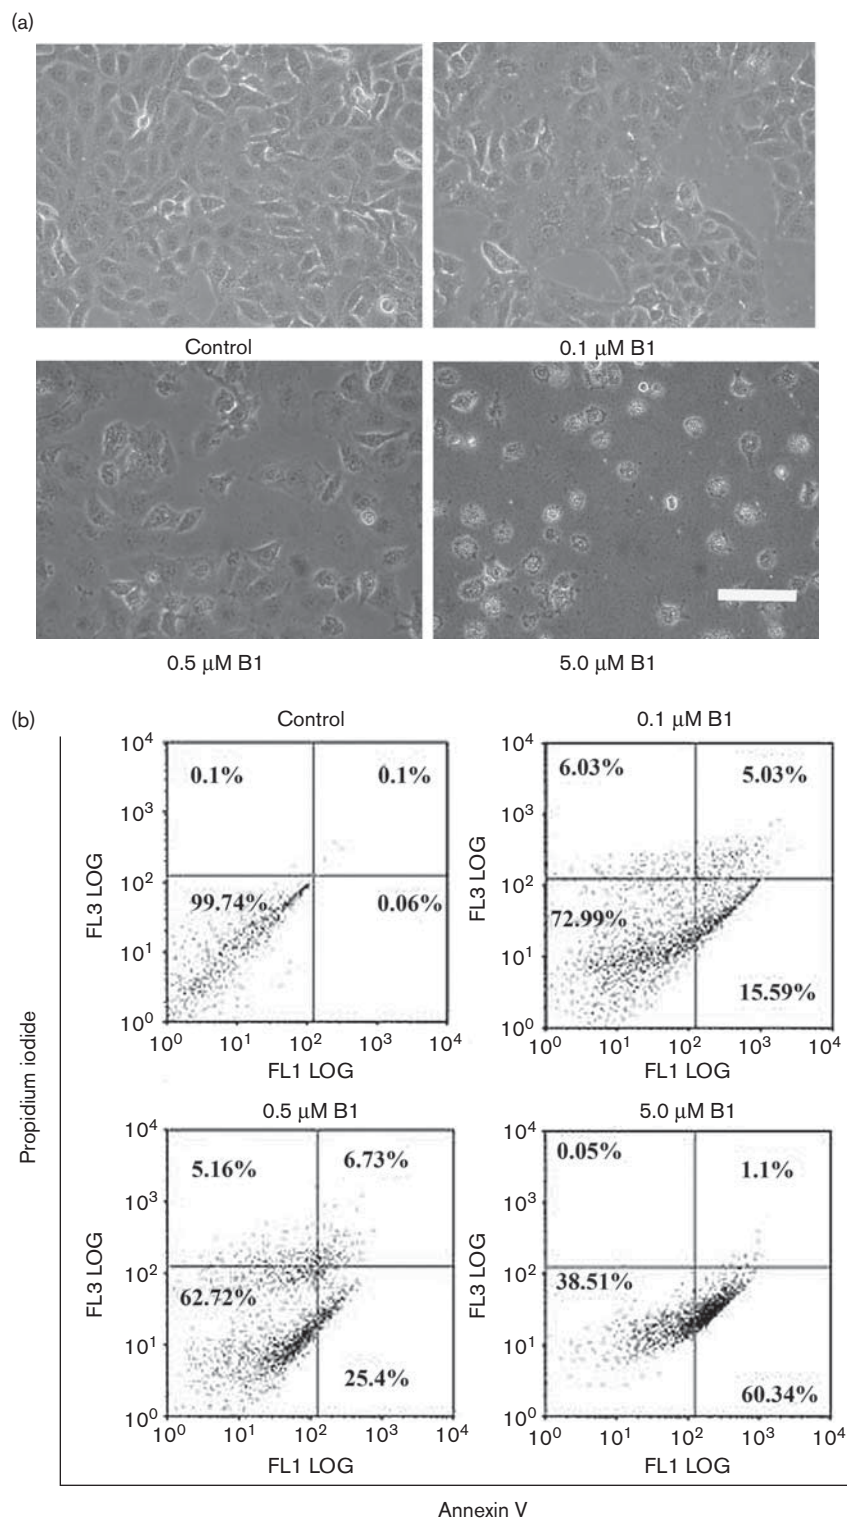 (a)
Control
0.1 μM B1
0.5 μM B1
5.0 μM B1
(b)
Propidium iodide
Control
10⁴
10³
10²
10¹
10⁰
FL3 LOG
0.1%
0.1%
99.74%
0.06%
10⁰ 10¹ 10² 10³ 10⁴
FL1 LOG
0.1 μM B1
10⁴
10³
10²
10¹
10⁰
FL3 LOG
6.03%
5.03%
72.99%
15.59%
10⁰ 10¹ 10² 10³ 10⁴
FL1 LOG
0.5 μM B1
10⁴
10³
10²
10¹
10⁰
FL3 LOG
5.16%
6.73%
62.72%
25.4%
10⁰ 10¹ 10² 10³ 10⁴
FL1 LOG
5.0 μM B1
10⁴
10³
10²
10¹
10⁰
FL3 LOG
0.05%
1.1%
38.51%
60.34%
10⁰ 10¹ 10² 10³ 10⁴
FL1 LOG
Annexin V